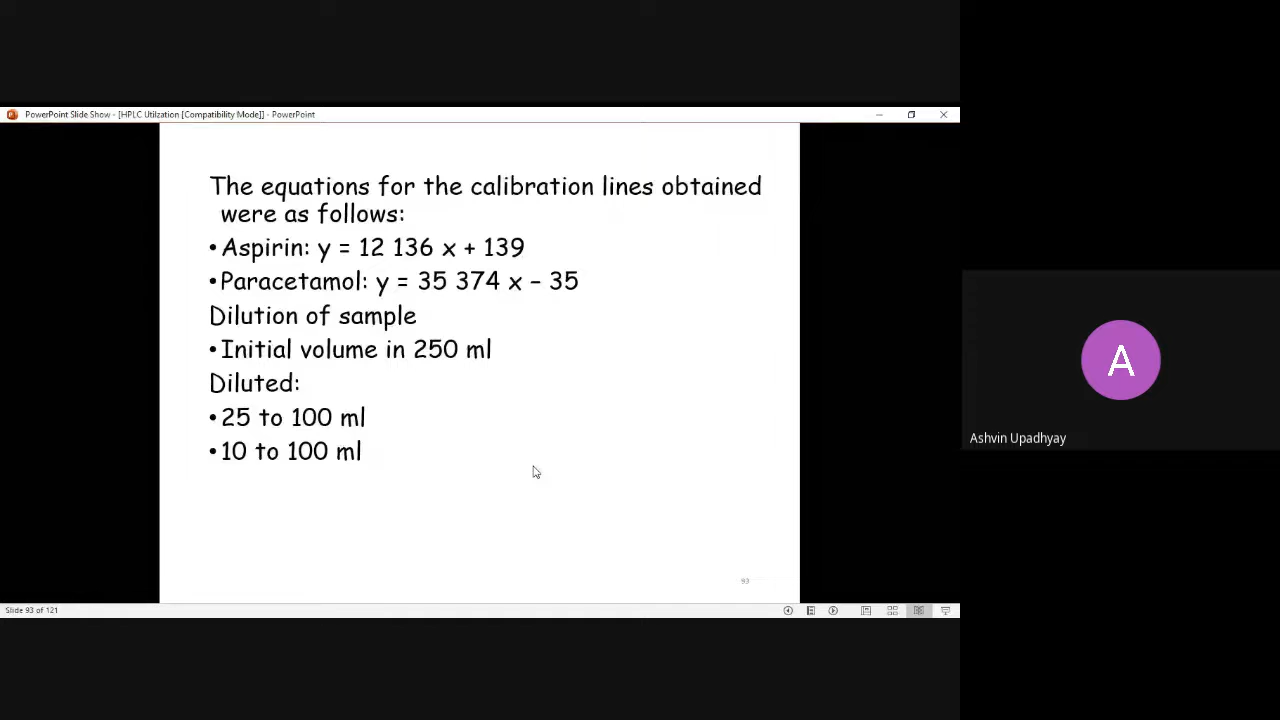 PowerPoint Slide Show - [HPLC Utilzation [Compatibility Mode]] - PowerPoint
The equations for the calibration lines obtained
were as follows:
• Aspirin: y = 12 136 x + 139
• Paracetamol: y = 35 374 x – 35
Dilution of sample
• Initial volume in 250 ml
Diluted:
• 25 to 100 ml
• 10 to 100 ml
93
Slide 93 of 121
A
Ashvin Upadhyay